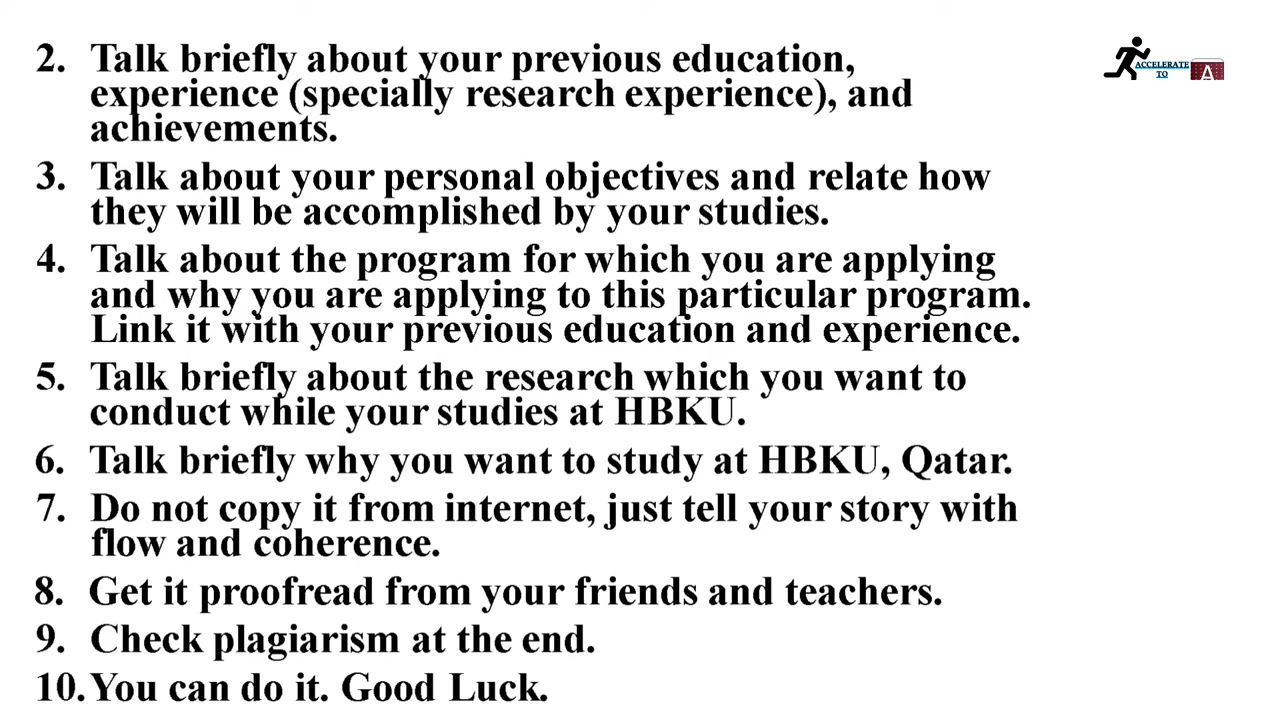 2. Talk briefly about your previous education,
experience (specially research experience), and
achievements.
3. Talk about your personal objectives and relate how
they will be accomplished by your studies.
4. Talk about the program for which you are applying
and why you are applying to this particular program.
Link it with your previous education and experience.
5. Talk briefly about the research which you want to
conduct while your studies at HBKU.
6. Talk briefly why you want to study at HBKU, Qatar.
7. Do not copy it from internet, just tell your story with
flow and coherence.
8. Get it proofread from your friends and teachers.
9. Check plagiarism at the end.
10. You can do it. Good Luck.
ACCELERATE
TO
A